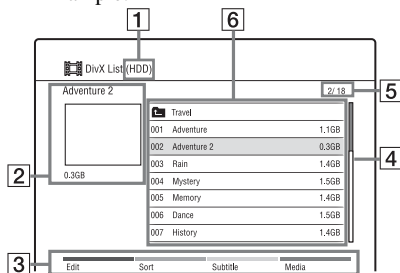 1
6
DivX List (HDD)
Adventure 2
2/ 18
5
Travel
001 Adventure 1.1GB
002 Adventure 2 0.3GB
003 Rain 1.4GB
004 Mystery 1.5GB
005 Memory 1.4GB
006 Dance 1.5GB
007 History 1.4GB
0.3GB
2
4
3
Edit Sort Subtitle Media